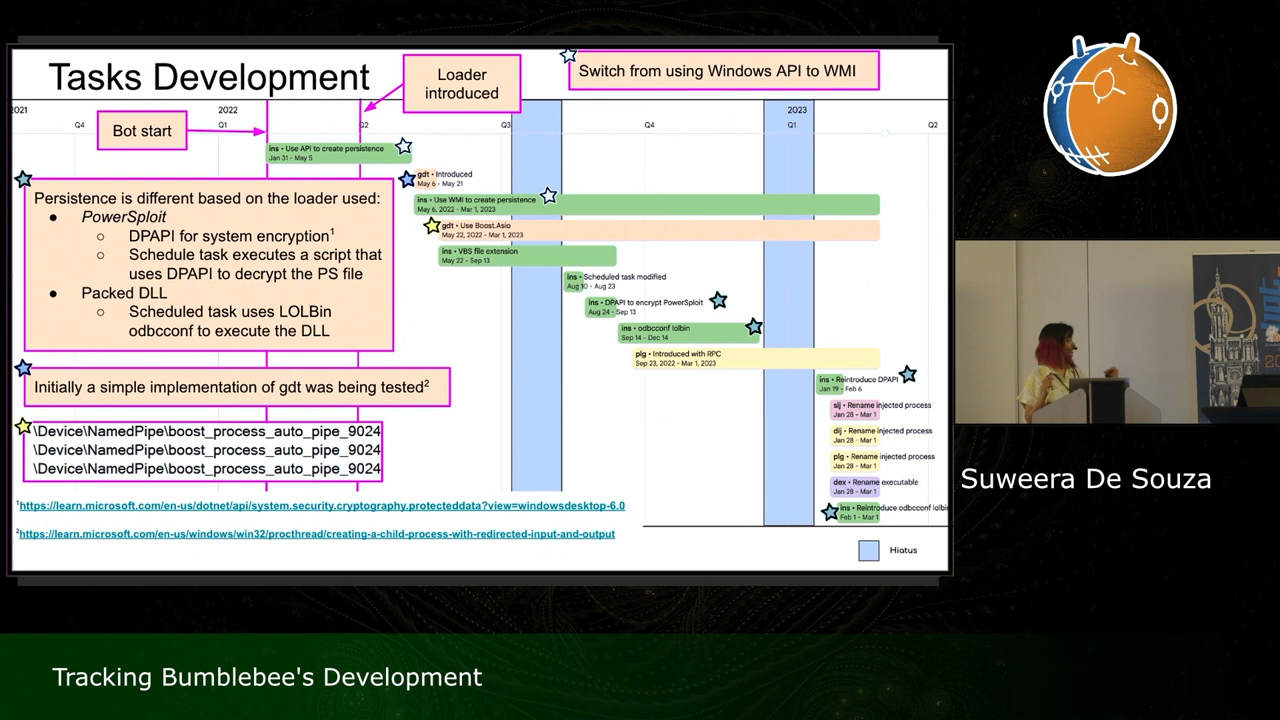 Tasks Development
Loader
introduced
Switch from using Windows API to WMI
2021
2022
2023
Q4
Q1
Q2
Q3
Q4
Q1
Q2
Bot start
ins • Use API to create persistence
Jan 31 - May 5
gdt • Introduced
May 6 - May 21
ins • Use WMI to create persistence
May 6, 2022 - Mar 1, 2023
gdt • Use Boost.Asio
May 22, 2022 - Mar 1, 2023
ins • VBS file extension
May 22 - Sep 13
ins • Scheduled task modified
Aug 10 - Aug 23
ins • DPAPI to encrypt PowerSploit
Aug 24 - Sep 13
ins • odbcconf lolbin
Sep 14 - Dec 14
plg • Introduced with RPC
Sep 23, 2022 - Mar 1, 2023
ins • Reintroduce DPAPI
Jan 19 - Feb 6
sij • Rename injected process
Jan 28 - Mar 1
dij • Rename injected process
Jan 28 - Mar 1
plg • Rename injected process
Jan 28 - Mar 1
dex • Rename executable
Jan 28 - Mar 1
ins • Reintroduce odbcconf lolbin
Feb 1 - Mar 1
Persistence is different based on the loader used:
● PowerSploit
○ DPAPI for system encryption¹
○ Schedule task executes a script that
uses DPAPI to decrypt the PS file
● Packed DLL
○ Scheduled task uses LOLBin
odbcconf to execute the DLL
Initially a simple implementation of gdt was being tested²
\Device\NamedPipe\boost_process_auto_pipe_9024
\Device\NamedPipe\boost_process_auto_pipe_9024
\Device\NamedPipe\boost_process_auto_pipe_9024
¹https://learn.microsoft.com/en-us/dotnet/api/system.security.cryptography.protecteddata?view=windowsdesktop-6.0
²https://learn.microsoft.com/en-us/windows/win32/procthread/creating-a-child-process-with-redirected-input-and-output
Hiatus
Suweera De Souza
Tracking Bumblebee's Development